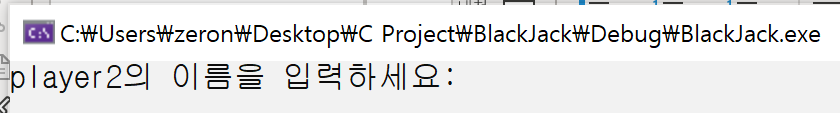 C:\Users\zeron\Desktop\C Project\BlackJack\Debug\BlackJack.exe
player2의 이름을 입력하세요: